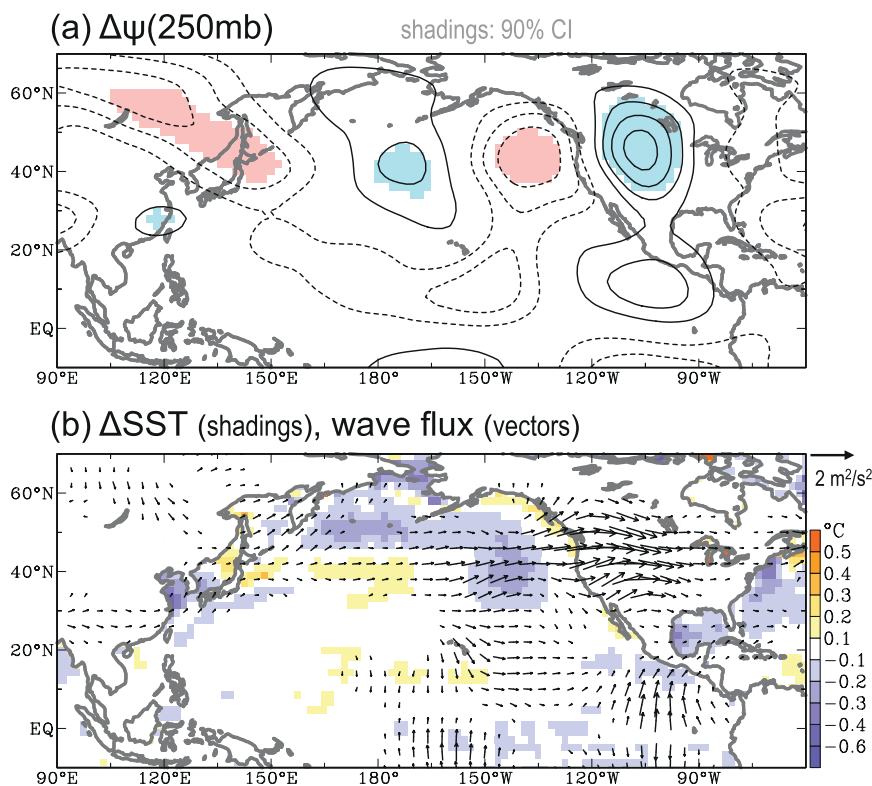 (a) Δψ(250mb) shadings: 90% CI
60°N
40°N
20°N
EQ
90°E 120°E 150°E 180° 150°W 120°W 90°W
(b) ΔSST (shadings), wave flux (vectors)
2 m²/s²
60°N
40°N
20°N
EQ
90°E 120°E 150°E 180° 150°W 120°W 90°W
°C
0.5
0.4
0.3
0.2
0.1
−0.1
−0.2
−0.3
−0.4
−0.6